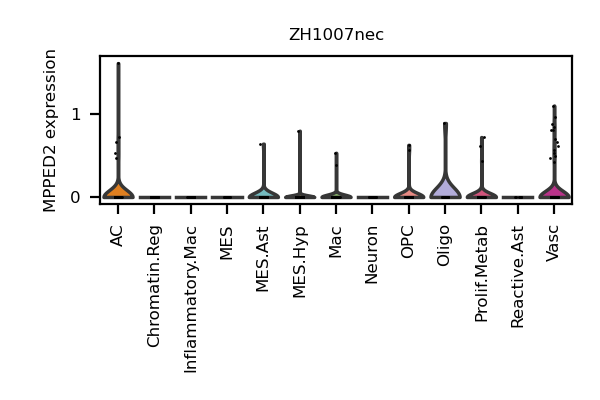 ZH1007nec
MPPED2 expression
1
0
AC
Chromatin.Reg
Inflammatory.Mac
MES
MES.Ast
MES.Hyp
Mac
Neuron
OPC
Oligo
Prolif.Metab
Reactive.Ast
Vasc